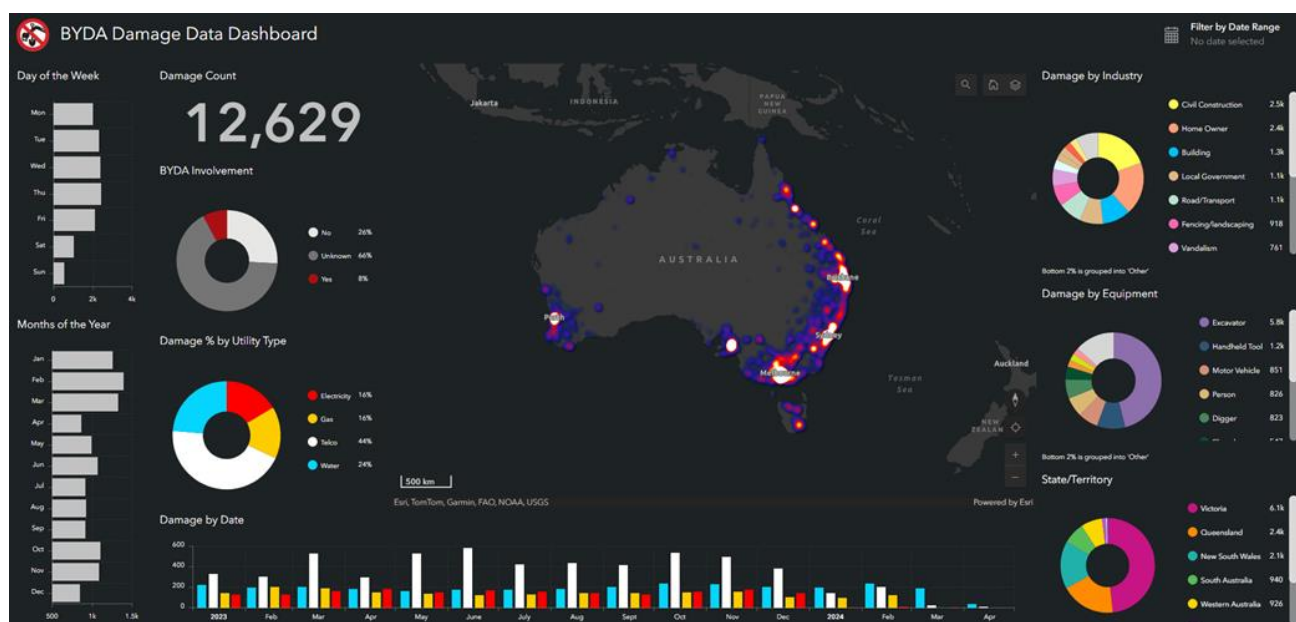 BYDA Damage Data Dashboard
Filter by Date Range
No date selected
Day of the Week
Mon
Tue
Wed
Thu
Fri
Sat
Sun
0 2k 4k
Months of the Year
Jan
Feb
Mar
Apr
May
Jun
Jul
Aug
Sep
Oct
Nov
Dec
500 1k 1.5k
Damage Count
12,629
BYDA Involvement
No 26%
Unknown 66%
Yes 8%
Damage % by Utility Type
Electricity 16%
Gas 16%
Telco 44%
Water 24%
Jakarta
INDONESIA
PAPUA
NEW
GUINEA
Coral
Sea
AUSTRALIA
Brisbane
Perth
Sydney
Melbourne
Auckland
Tasman
Sea
NEW
ZEALAN
500 km
Esri, TomTom, Garmin, FAO, NOAA, USGS
Powered by Esri
Damage by Date
600
400
200
0
2023 Feb Mar Apr May June July Aug Sept Oct Nov Dec 2024 Feb Mar Apr
Damage by Industry
Civil Construction 2.5k
Home Owner 2.4k
Building 1.3k
Local Government 1.1k
Road/Transport 1.1k
Fencing/landscaping 918
Vandalism 761
Bottom 2% is grouped into 'Other'
Damage by Equipment
Excavator 5.8k
Handheld Tool 1.2k
Motor Vehicle 851
Person 826
Digger 823
Bottom 2% is grouped into 'Other'
State/Territory
Victoria 6.1k
Queensland 2.4k
New South Wales 2.1k
South Australia 940
Western Australia 926